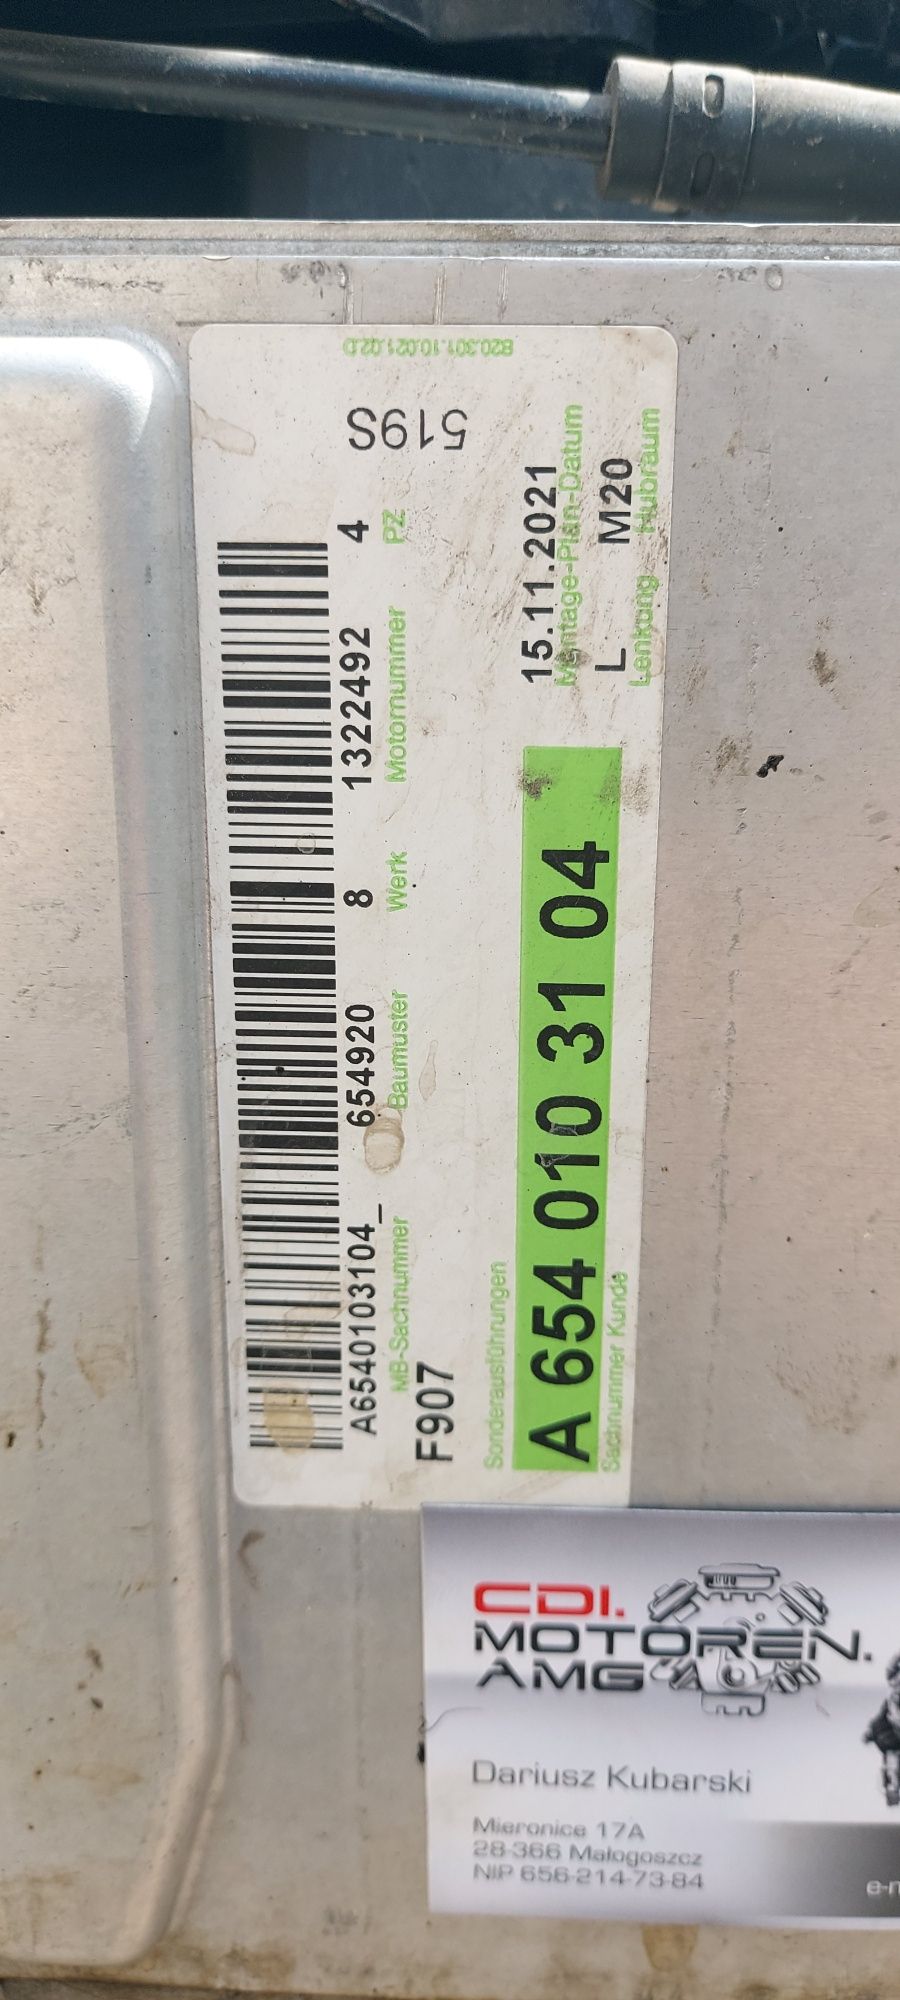 B20.301.10.021.02.D
519S
A6540103104_ 654920 8 1322492 4
MB-Sachnummer Baumuster Werk Motornummer PZ
F907
Sonderausführungen
15.11.2021
Montage-Plan-Datum
A 654 010 31 04
L M20
Sachnummer Kunde
Lenkung Hubraum
CDI.
MOTOREN.
AMG
Dariusz Kubarski
Mieronice 17A
28-366 Małogoszcz
NIP 656-214-73-84